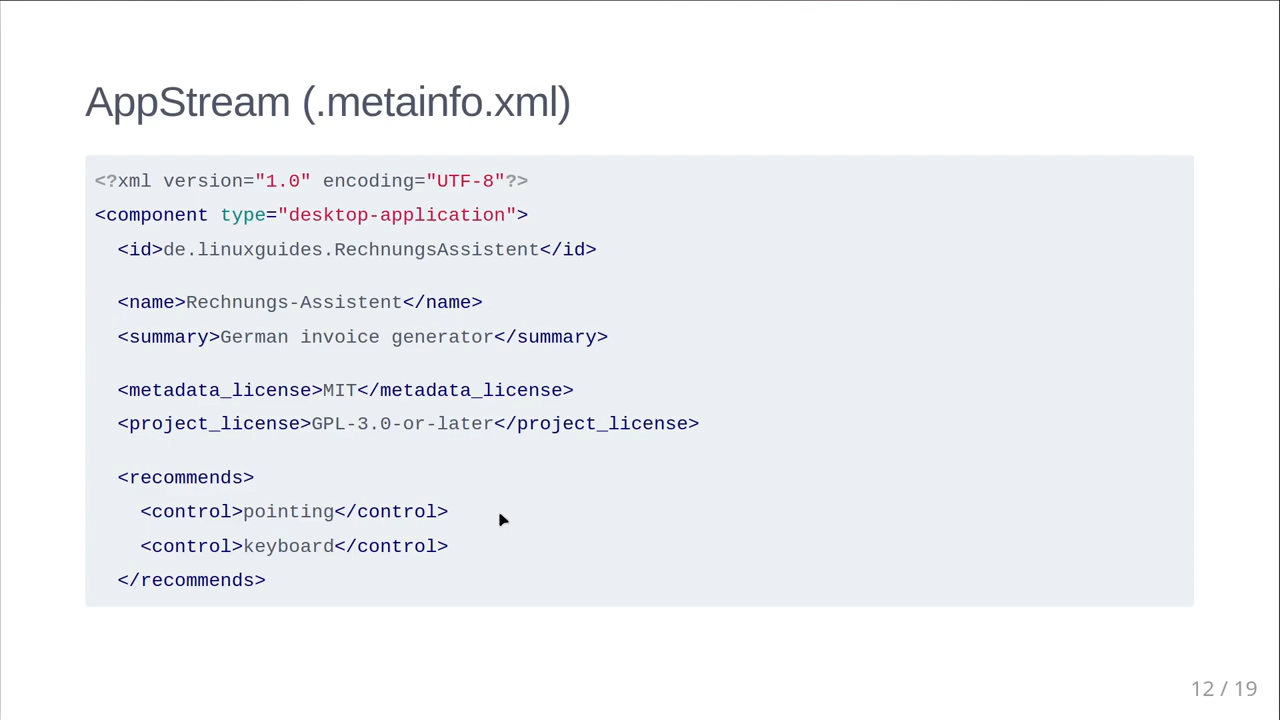 AppStream (.metainfo.xml)
<?xml version="1.0" encoding="UTF-8"?>
<component type="desktop-application">
  <id>de.linuxguides.RechnungsAssistent</id>
  <name>Rechnungs-Assistent</name>
  <summary>German invoice generator</summary>
  <metadata_license>MIT</metadata_license>
  <project_license>GPL-3.0-or-later</project_license>
  <recommends>
    <control>pointing</control>
    <control>keyboard</control>
  </recommends>
12 / 19